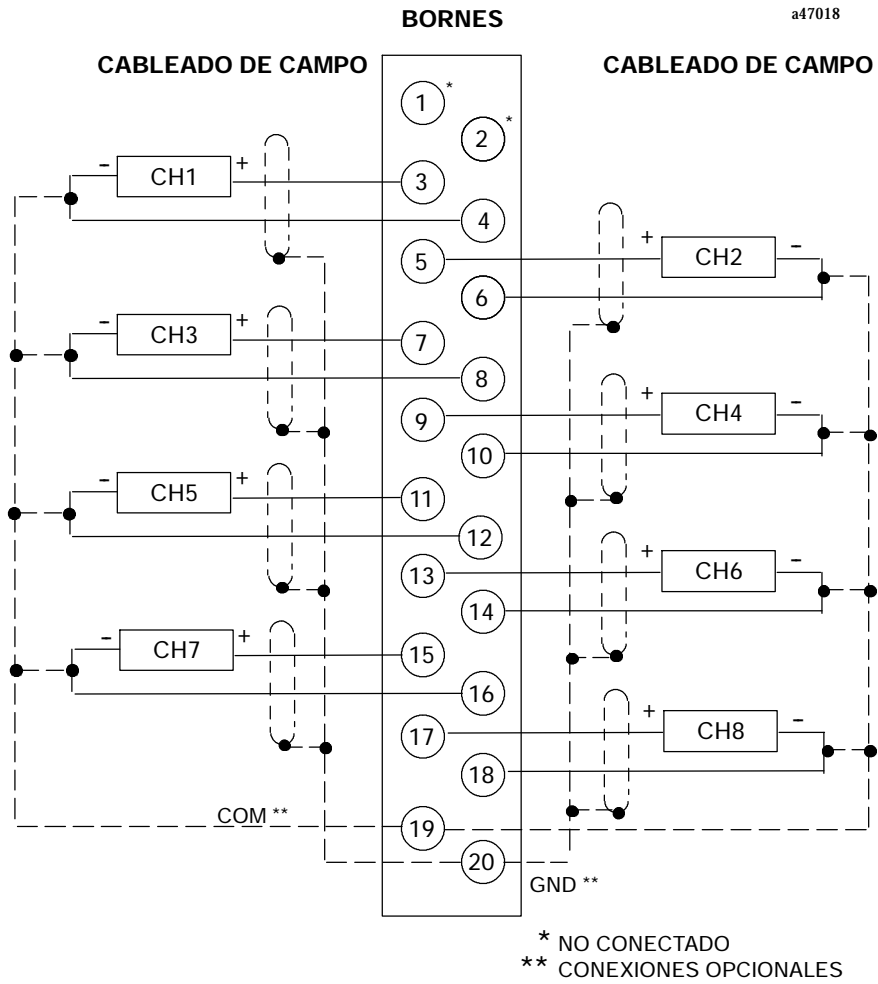 a47018
BORNES
CABLEADO DE CAMPO
CABLEADO DE CAMPO
1 *
2 *
- CH1 +
3
4
+ CH2 -
5
6
- CH3 +
7
8
+ CH4 -
9
10
- CH5 +
11
12
+ CH6 -
13
14
- CH7 +
15
16
+ CH8 -
17
18
COM **
19
20
GND **
* NO CONECTADO
** CONEXIONES OPCIONALES